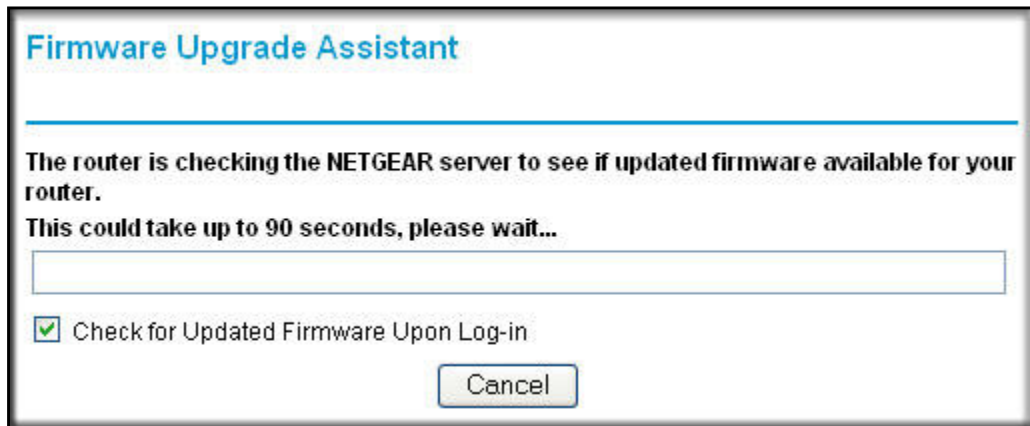 Firmware Upgrade Assistant
The router is checking the NETGEAR server to see if updated firmware available for your
router.
This could take up to 90 seconds, please wait...
Check for Updated Firmware Upon Log-in
Cancel